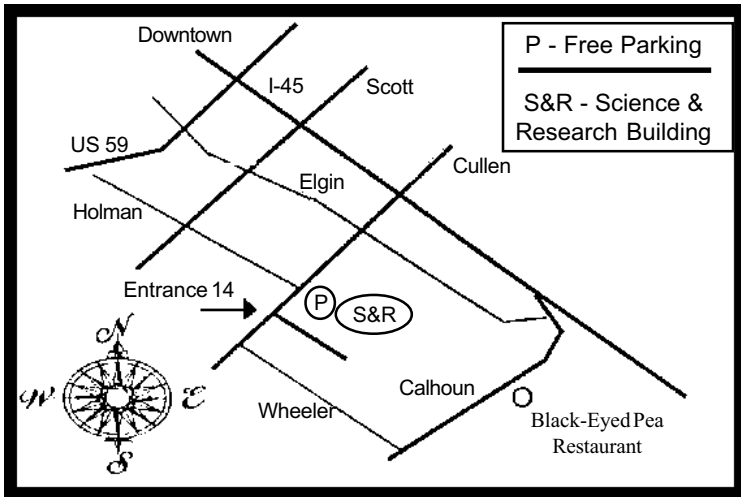 Downtown
P - Free Parking
S&R - Science &
Research Building
I-45
Scott
US 59
Cullen
Elgin
Holman
Entrance 14
P
S&R
N
W
E
S
Calhoun
Wheeler
Black-Eyed Pea
Restaurant